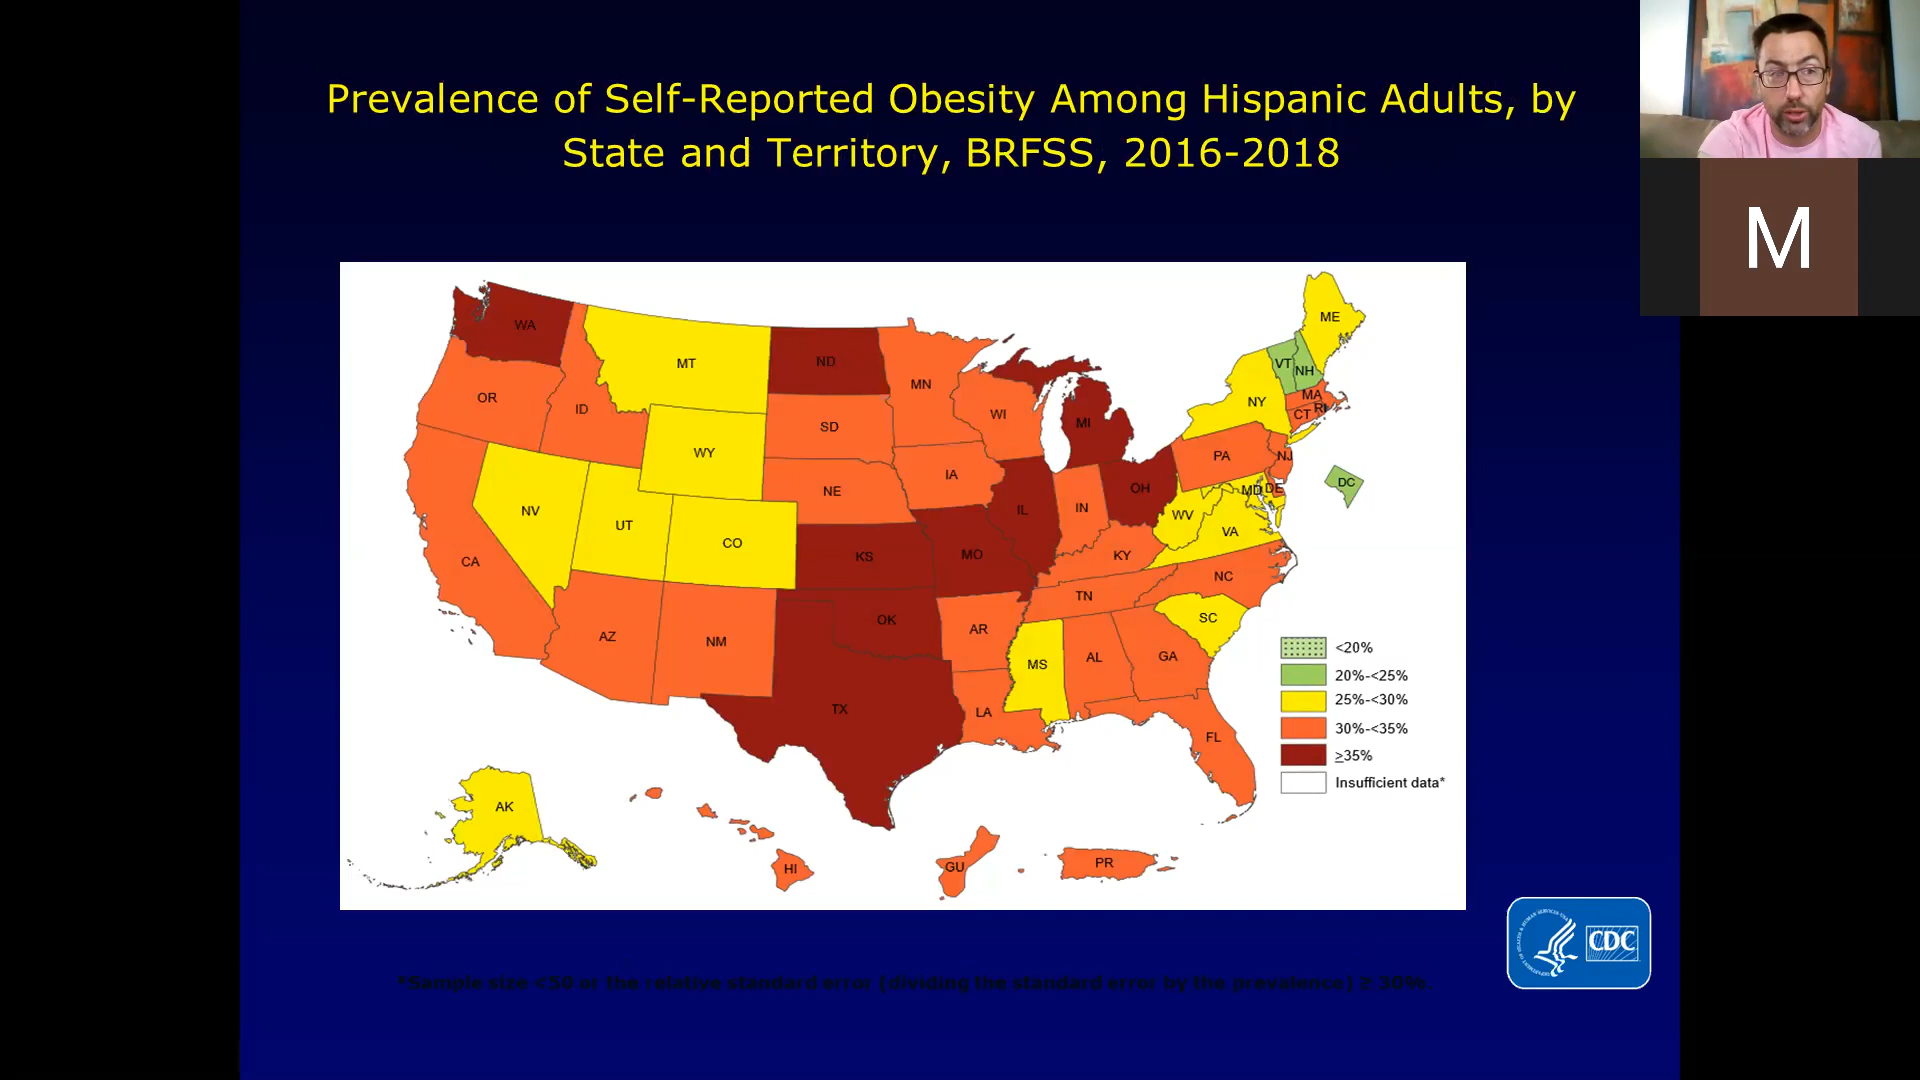 Prevalence of Self-Reported Obesity Among Hispanic Adults, by
State and Territory, BRFSS, 2016-2018
M
WA
MT
ND
MN
ME
VT
NH
OR
ID
SD
WI
MI
NY
MA
CT
RI
WY
NE
IA
PA
NJ
NV
UT
CO
KS
MO
IL
IN
OH
WV
MD
DE
DC
VA
KY
CA
AZ
NM
OK
AR
TN
NC
SC
TX
LA
MS
AL
GA
FL
AK
HI
GU
PR
<20%
20%-<25%
25%-<30%
30%-<35%
≥35%
Insufficient data*
CDC
*Sample size <50 or the relative standard error (dividing the standard error by the prevalence) ≥ 30%.